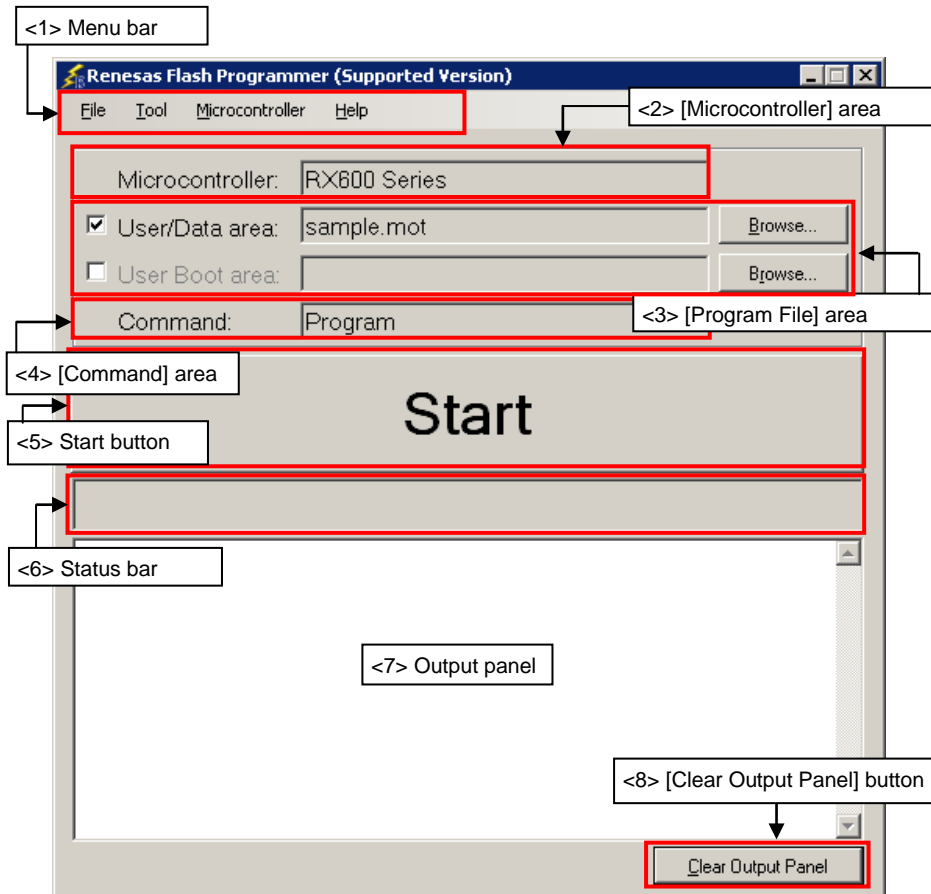 <1> Menu bar
Renesas Flash Programmer (Supported Version)
File Tool Microcontroller Help
<2> [Microcontroller] area
Microcontroller: RX600 Series
User/Data area: sample.mot Browse...
User Boot area: Browse...
<3> [Program File] area
Command: Program
<4> [Command] area
Start
<5> Start button
<6> Status bar
<7> Output panel
<8> [Clear Output Panel] button
Clear Output Panel